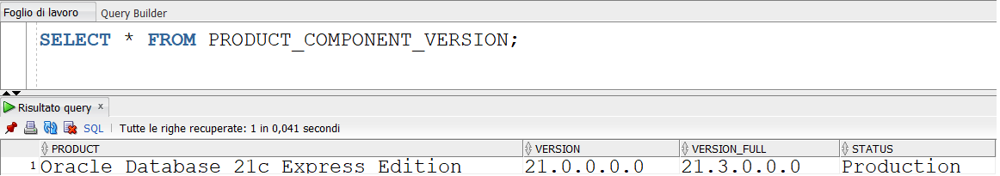 Foglio di lavoro Query Builder
SELECT * FROM PRODUCT_COMPONENT_VERSION;
Risultato query x
SQL | Tutte le righe recuperate: 1 in 0,041 secondi
PRODUCT VERSION VERSION_FULL STATUS
1 Oracle Database 21c Express Edition 21.0.0.0.0 21.3.0.0.0 Production